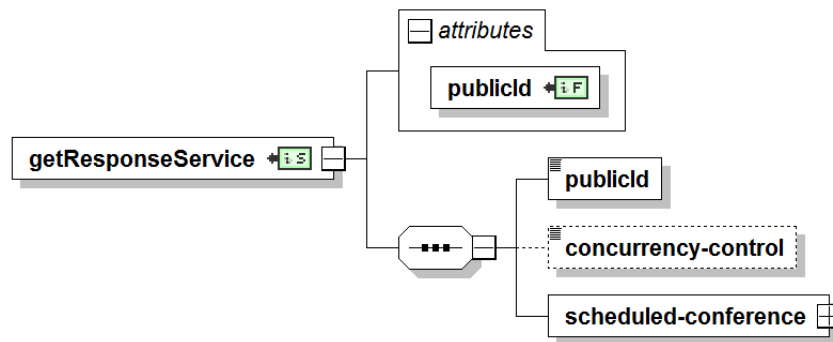 attributes
publicId i F
getResponseService i S
publicId
concurrency-control
scheduled-conference